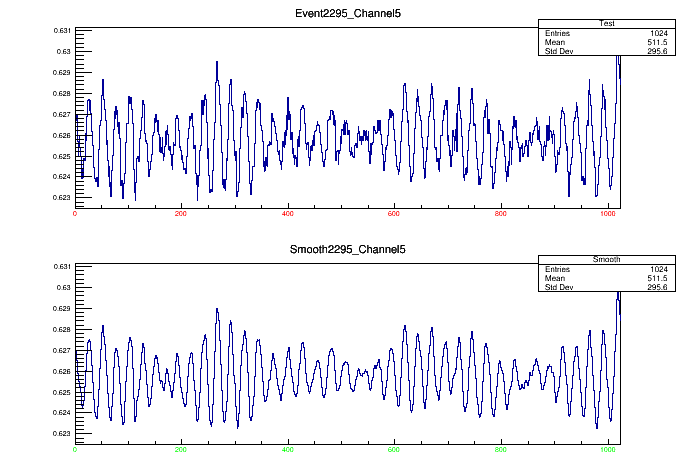 Event2295_Channel5
Test
Entries 1024
Mean 511.5
Std Dev 295.6
0.631
0.63
0.629
0.628
0.627
0.626
0.625
0.624
0.623
0 200 400 600 800 1000
Smooth2295_Channel5
Smooth
Entries 1024
Mean 511.5
Std Dev 295.6
0.631
0.63
0.629
0.628
0.627
0.626
0.625
0.624
0.623
0 200 400 600 800 1000